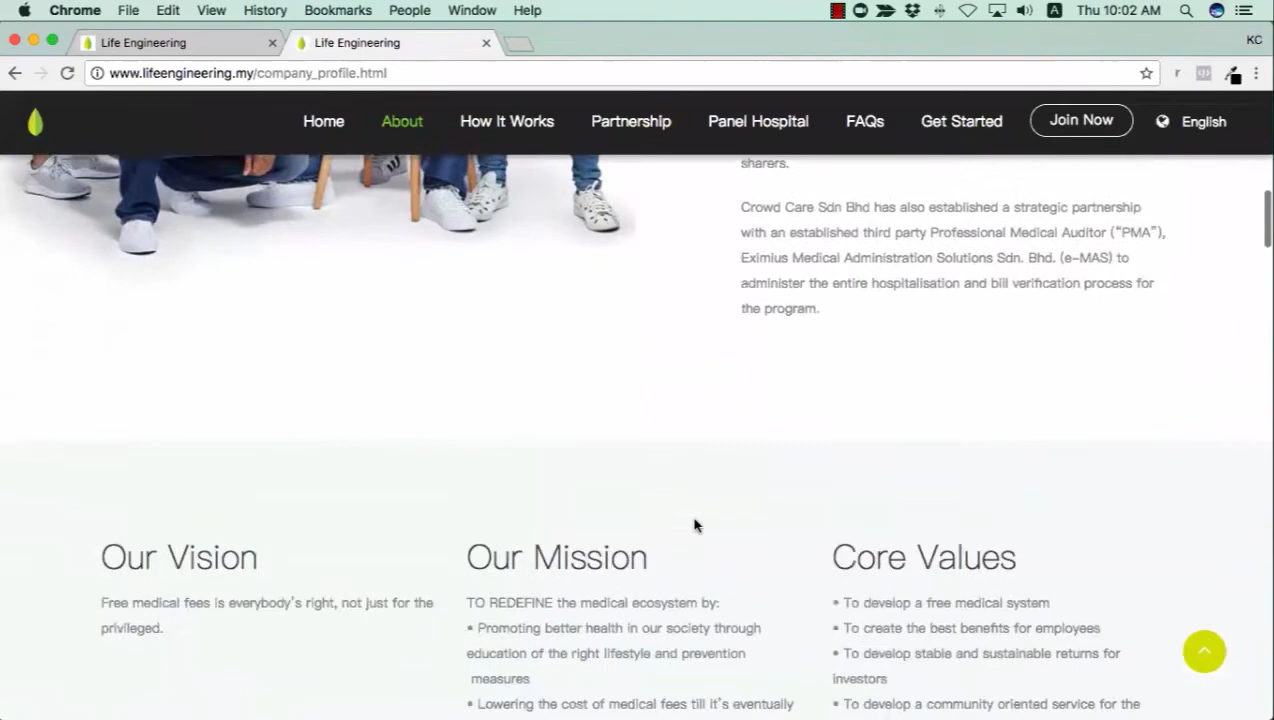 Chrome File Edit View History Bookmarks People Window Help A Thu 10:02 AM
Life Engineering Life Engineering KC
www.lifeengineering.my/company_profile.html r
Home About How It Works Partnership Panel Hospital FAQs Get Started Join Now English
sharers.
Crowd Care Sdn Bhd has also established a strategic partnership
with an established third party Professional Medical Auditor (“PMA”),
Eximius Medical Administration Solutions Sdn. Bhd. (e-MAS) to
administer the entire hospitalisation and bill verification process for
the program.
Our Vision
Free medical fees is everybody's right, not just for the
privileged.
Our Mission
TO REDEFINE the medical ecosystem by:
• Promoting better health in our society through
education of the right lifestyle and prevention
measures
• Lowering the cost of medical fees till it's eventually
Core Values
• To develop a free medical system
• To create the best benefits for employees
• To develop stable and sustainable returns for
investors
• To develop a community oriented service for the